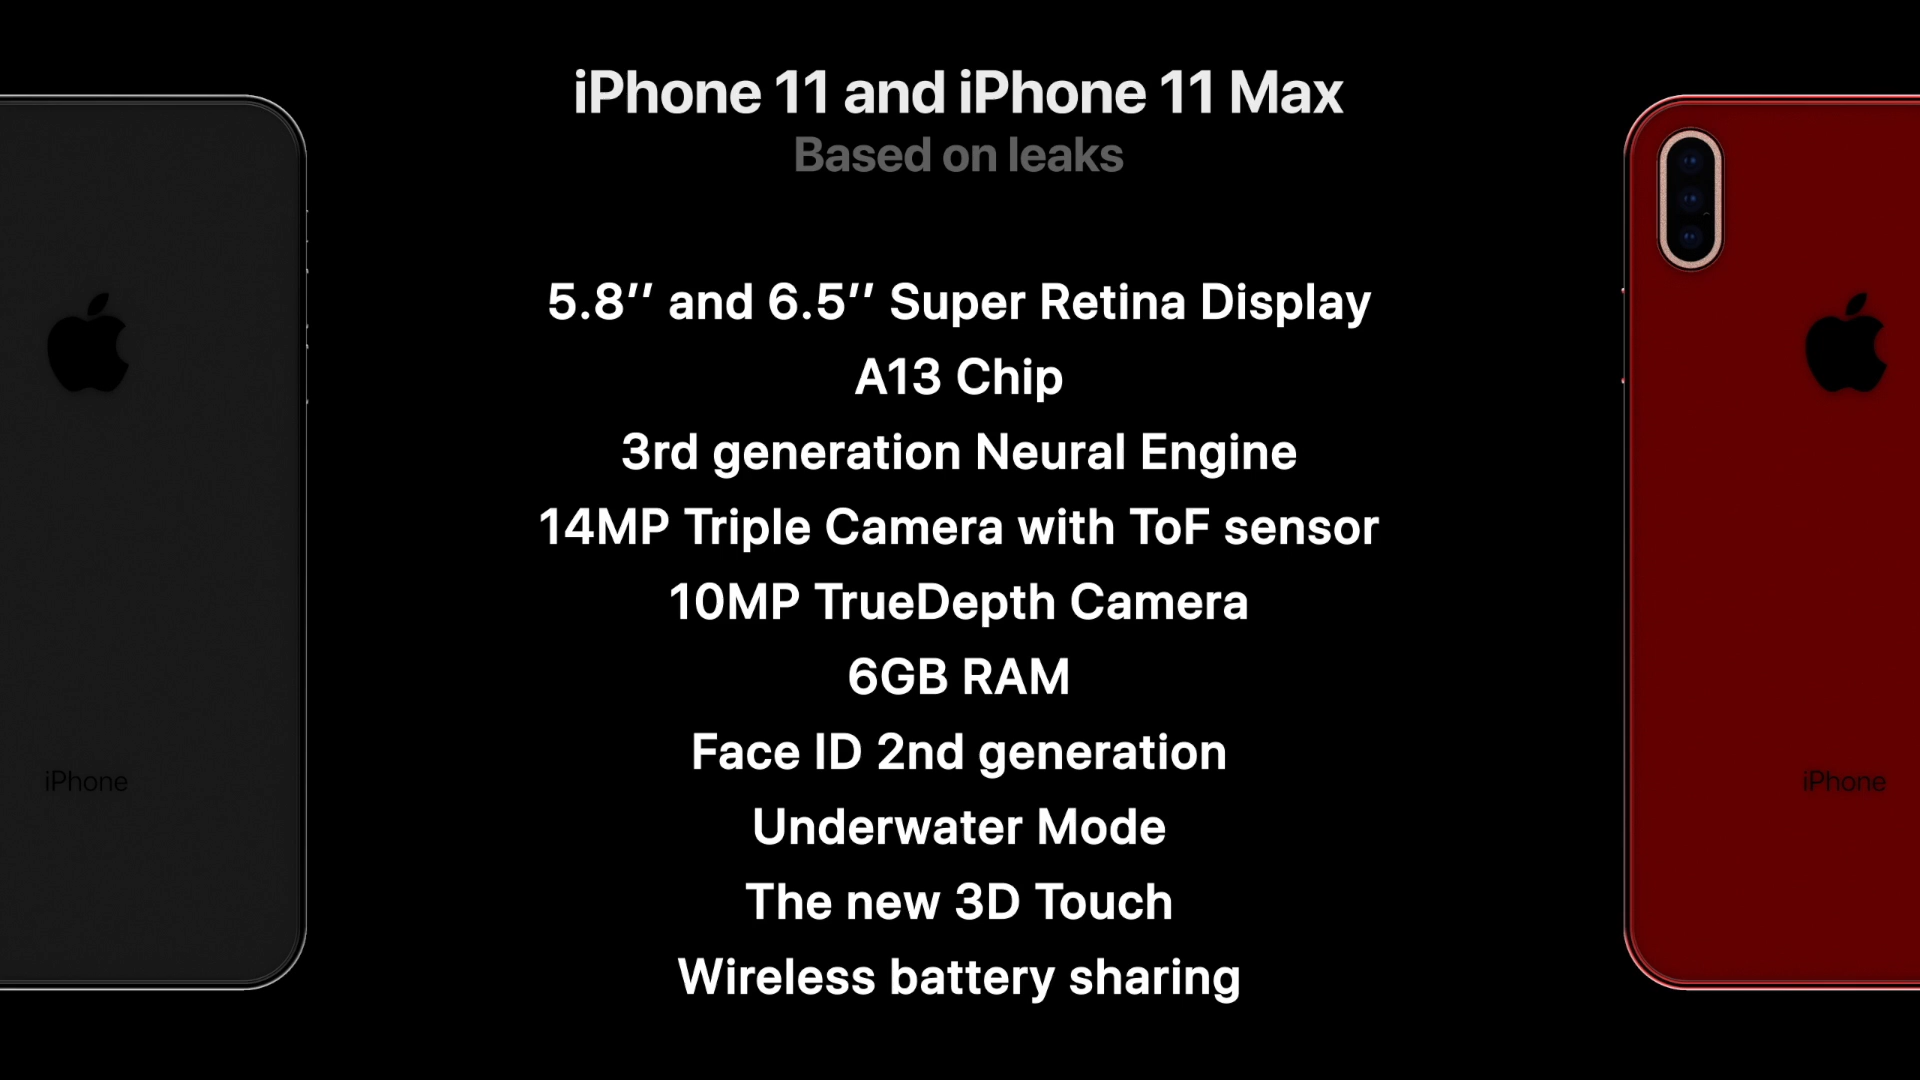 iPhone 11 and iPhone 11 Max
Based on leaks
5.8′′ and 6.5′′ Super Retina Display
A13 Chip
3rd generation Neural Engine
14MP Triple Camera with ToF sensor
10MP TrueDepth Camera
6GB RAM
Face ID 2nd generation
Underwater Mode
The new 3D Touch
Wireless battery sharing
iPhone
iPhone